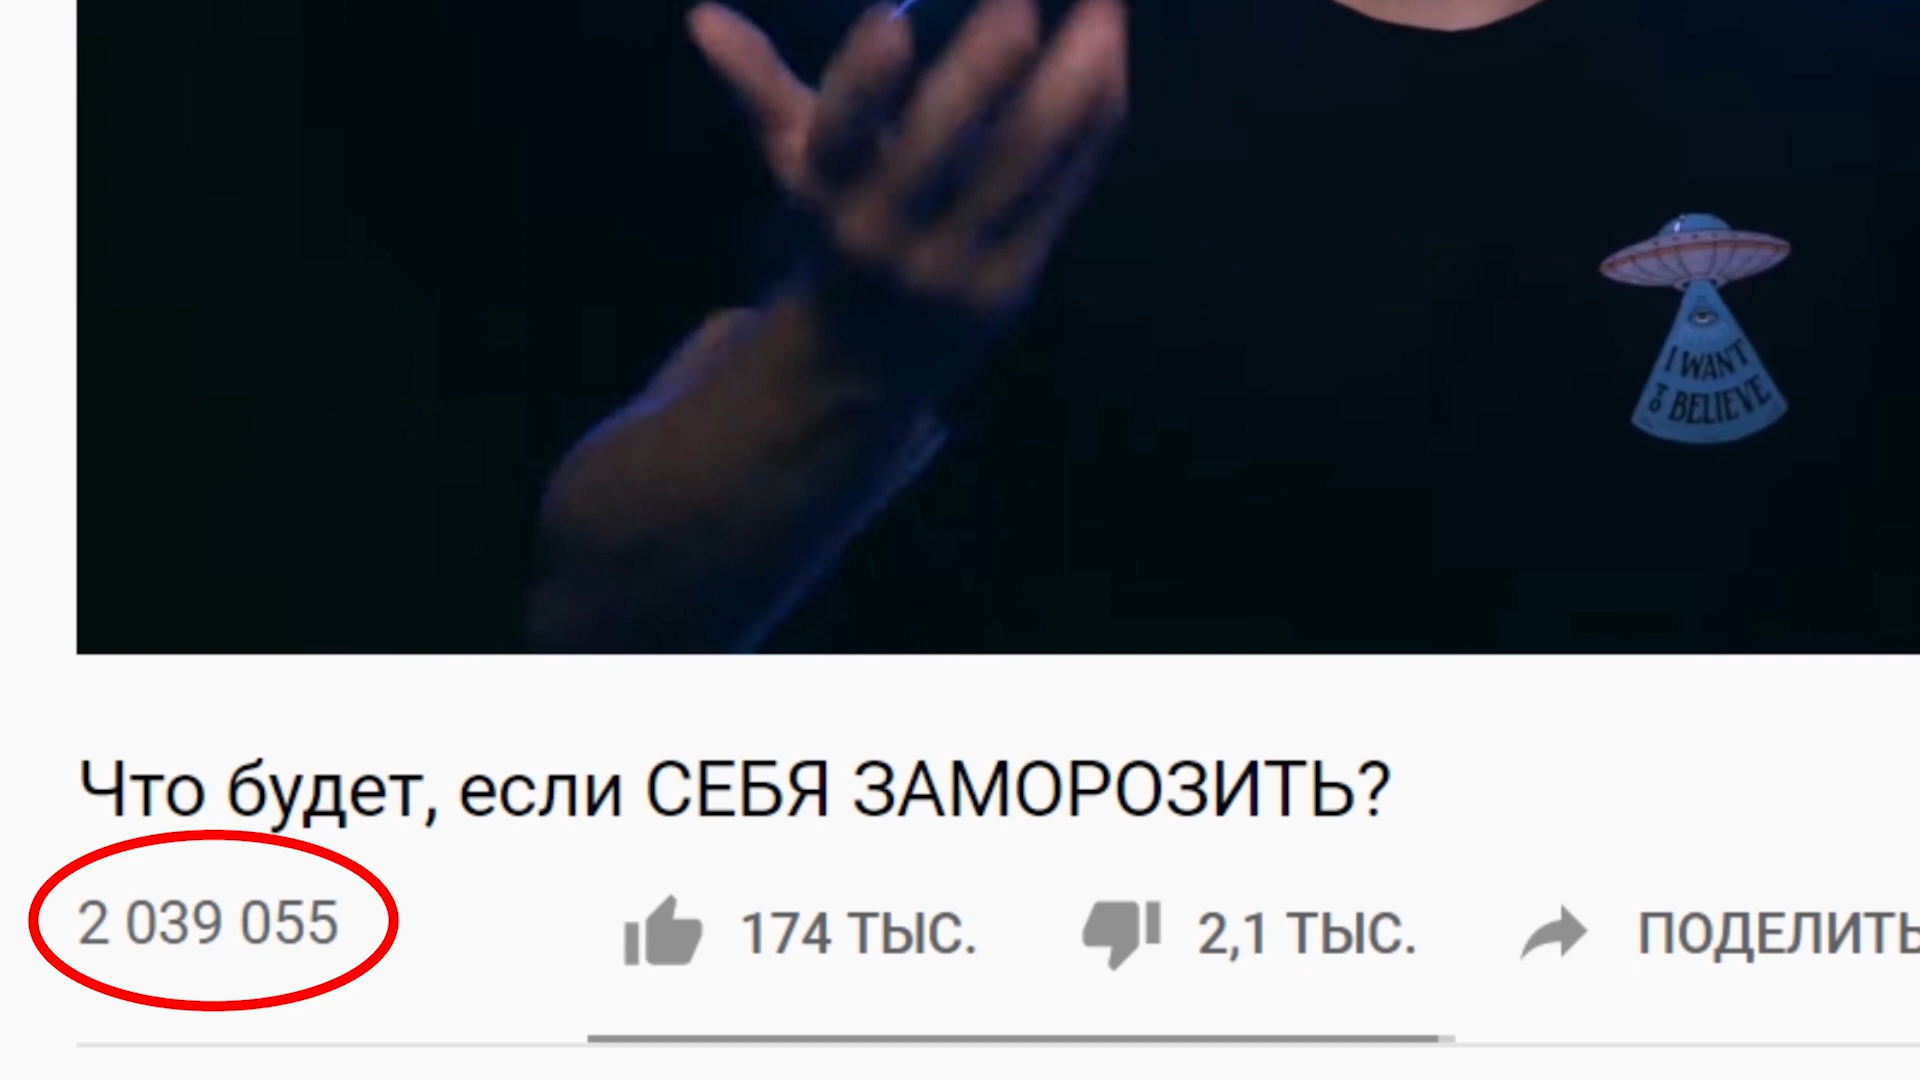 I WANT
TO BELIEVE
Что будет, если СЕБЯ ЗАМОРОЗИТЬ?
2 039 055
174 ТЫС.
2,1 ТЫС.
ПОДЕЛИТЬ